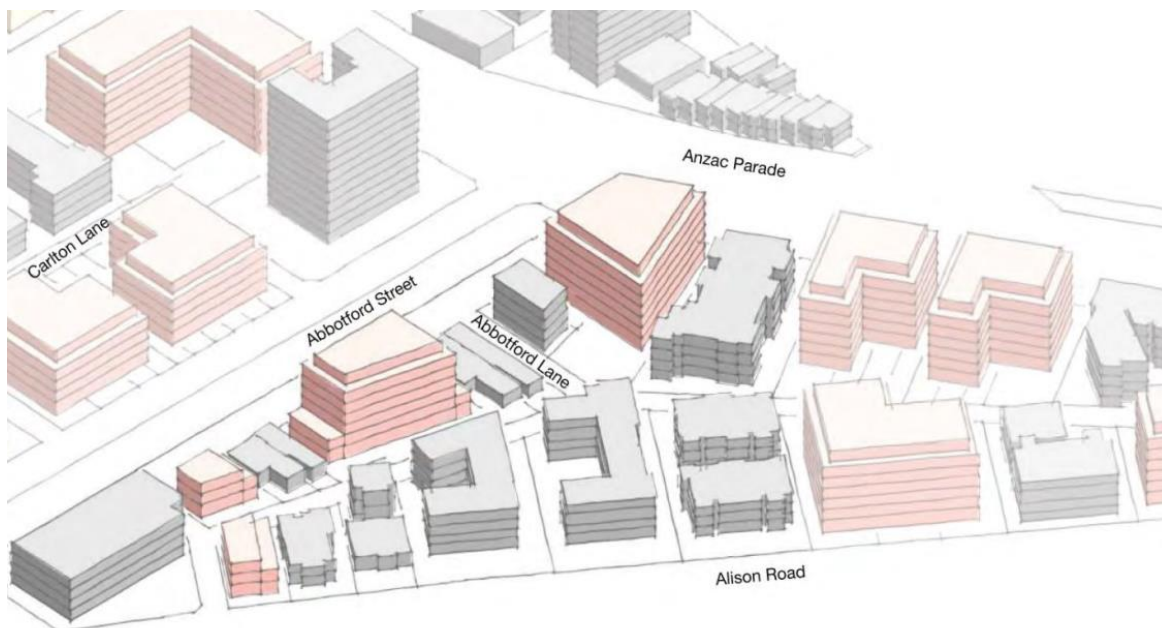 Anzac Parade
Carlton Lane
Abbotford Street
Abbotford Lane
Alison Road